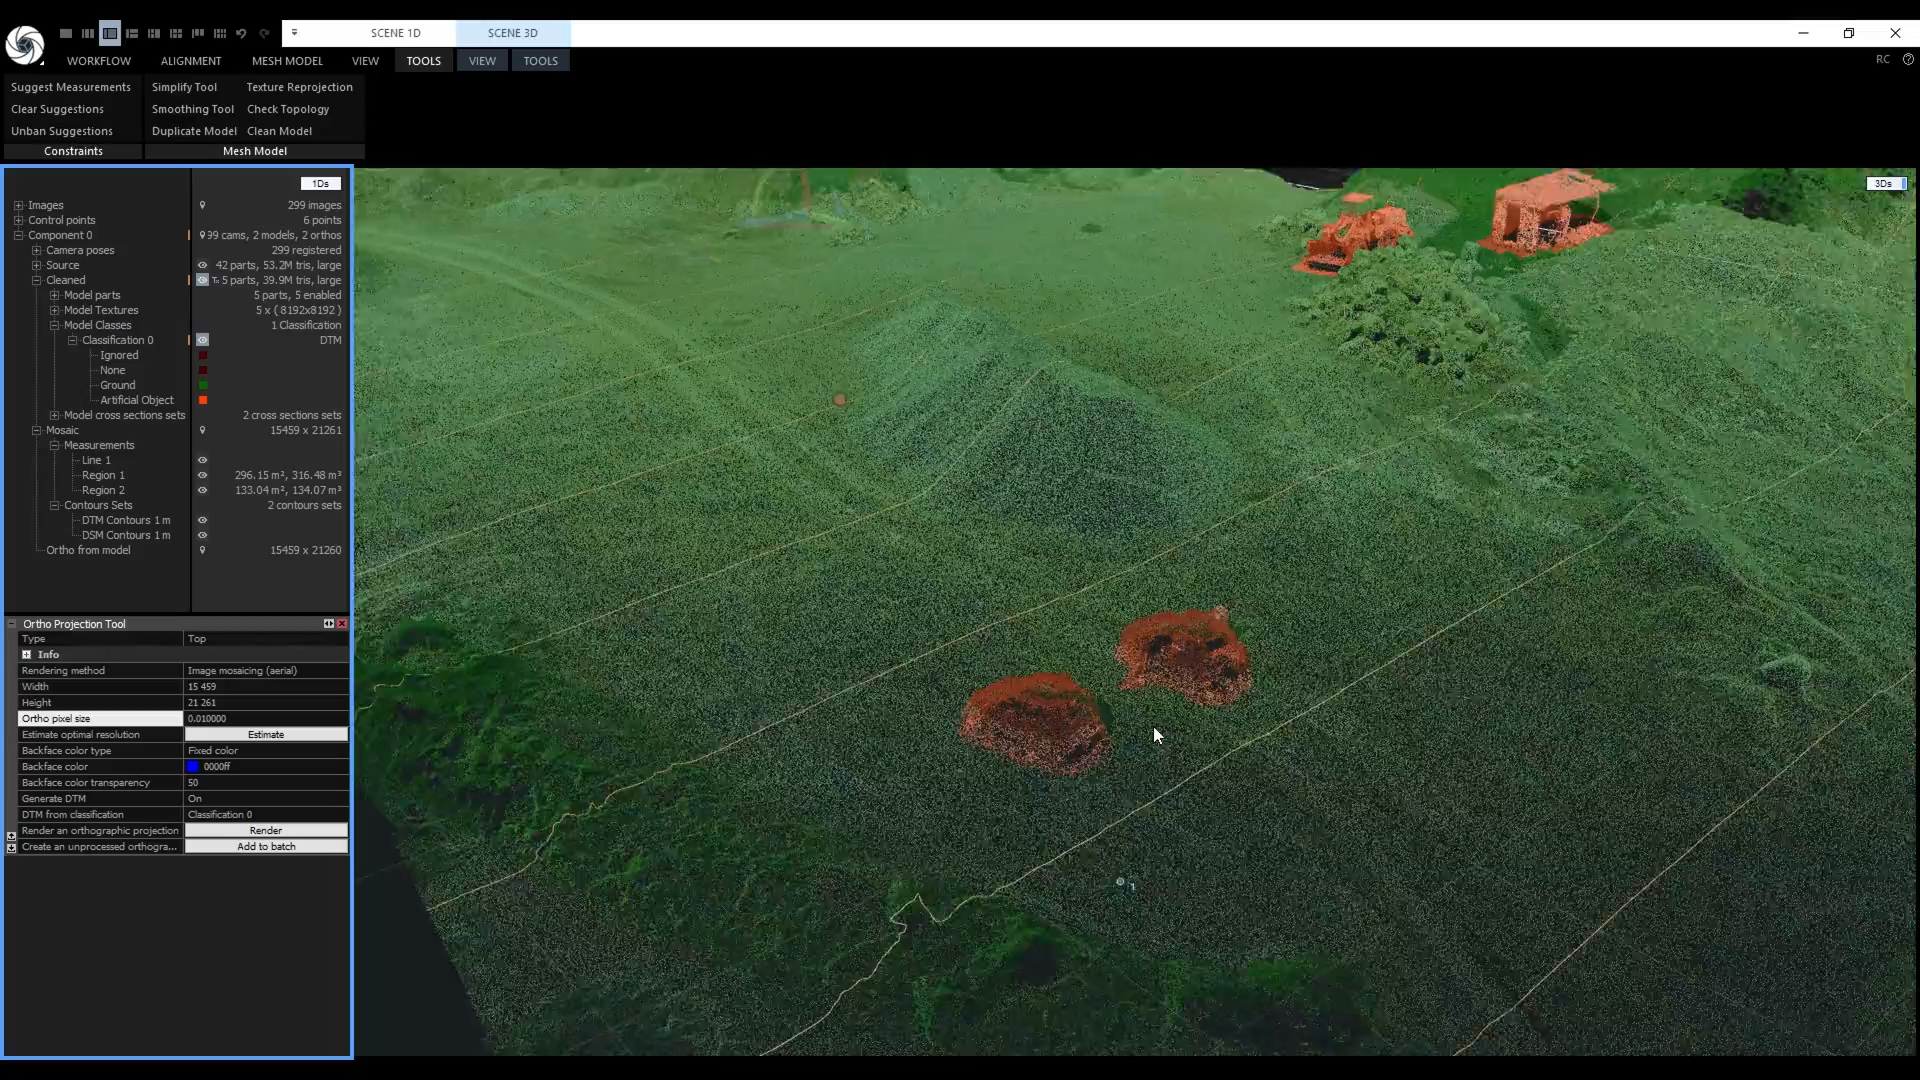 SCENE 1D SCENE 3D
WORKFLOW ALIGNMENT MESH MODEL VIEW TOOLS VIEW TOOLS RC
Suggest Measurements Simplify Tool Texture Reprojection
Clear Suggestions Smoothing Tool Check Topology
Unban Suggestions Duplicate Model Clean Model
Constraints Mesh Model
1Ds
3Ds
Images 299 images
Control points 6 points
Component 0 99 cams, 2 models, 2 orthos
Camera poses 299 registered
Source 42 parts, 53.2M tris, large
Cleaned Tx 5 parts, 39.9M tris, large
Model parts 5 parts, 5 enabled
Model Textures 5 x ( 8192x8192 )
Model Classes 1 Classification
Classification 0 DTM
Ignored
None
Ground
Artificial Object
Model cross sections sets 2 cross sections sets
Mosaic 15459 x 21261
Measurements
Line 1
Region 1 296.15 m², 316.48 m³
Region 2 133.04 m², 134.07 m³
Contours Sets 2 contours sets
DTM Contours 1 m
DSM Contours 1 m
Ortho from model 15459 x 21260
Ortho Projection Tool
Type Top
Info
Rendering method Image mosaicing (aerial)
Width 15 459
Height 21 261
Ortho pixel size 0.010000
Estimate optimal resolution Estimate
Backface color type Fixed color
Backface color 0000ff
Backface color transparency 50
Generate DTM On
DTM from classification Classification 0
Render an orthographic projection Render
Create an unprocessed orthogra... Add to batch
1